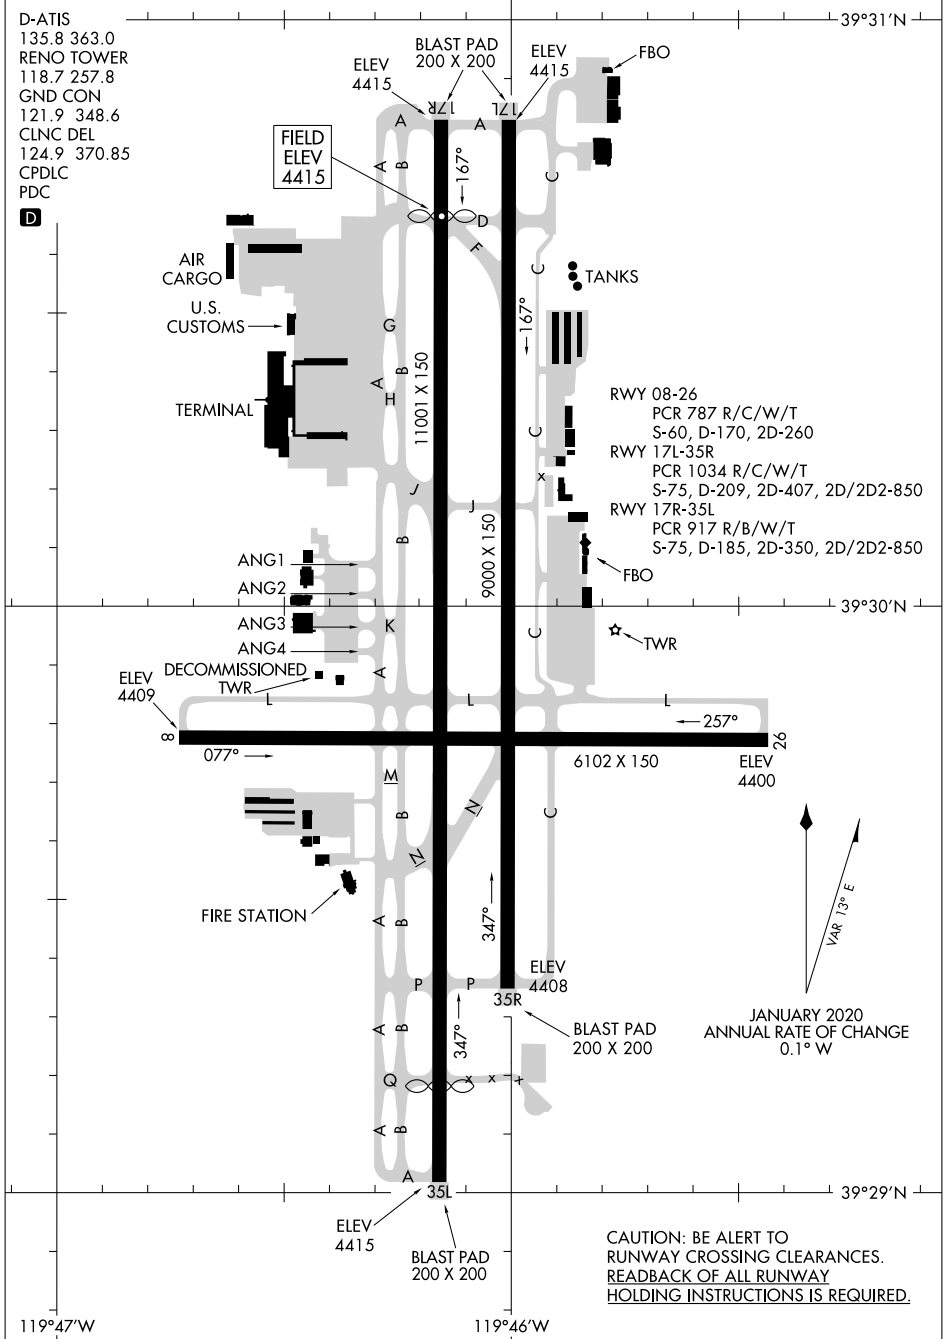 D-ATIS
135.8 363.0
RENO TOWER
118.7 257.8
GND CON
121.9 348.6
CLNC DEL
124.9 370.85
CPDLC
PDC
D
39°31'N
BLAST PAD
200 X 200
ELEV
4415
ELEV
4415
FBO
17R
17L
A
A
FIELD
ELEV
4415
A
B
167°
C
D
F
AIR
CARGO
C
TANKS
U.S.
CUSTOMS
G
167°
A
B
H
TERMINAL
11001 X 150
C
RWY 08-26
PCR 787 R/C/W/T
S-60, D-170, 2D-260
RWY 17L-35R
PCR 1034 R/C/W/T
S-75, D-209, 2D-407, 2D/2D2-850
RWY 17R-35L
PCR 917 R/B/W/T
S-75, D-185, 2D-350, 2D/2D2-850
X
J
J
B
9000 X 150
ANG1
ANG2
ANG3
ANG4
FBO
39°30'N
K
C
TWR
A
DECOMMISSIONED
TWR
ELEV
4409
L
L
L
8
077°
257°
26
6102 X 150
ELEV
4400
M
B
N
N
C
FIRE STATION
A
B
347°
VAR 13° E
P
P
ELEV
4408
35R
BLAST PAD
200 X 200
JANUARY 2020
ANNUAL RATE OF CHANGE
0.1° W
A
B
347°
Q
X X X
A
B
A
35L
39°29'N
ELEV
4415
BLAST PAD
200 X 200
CAUTION: BE ALERT TO
RUNWAY CROSSING CLEARANCES.
READBACK OF ALL RUNWAY
HOLDING INSTRUCTIONS IS REQUIRED.
119°47'W
119°46'W